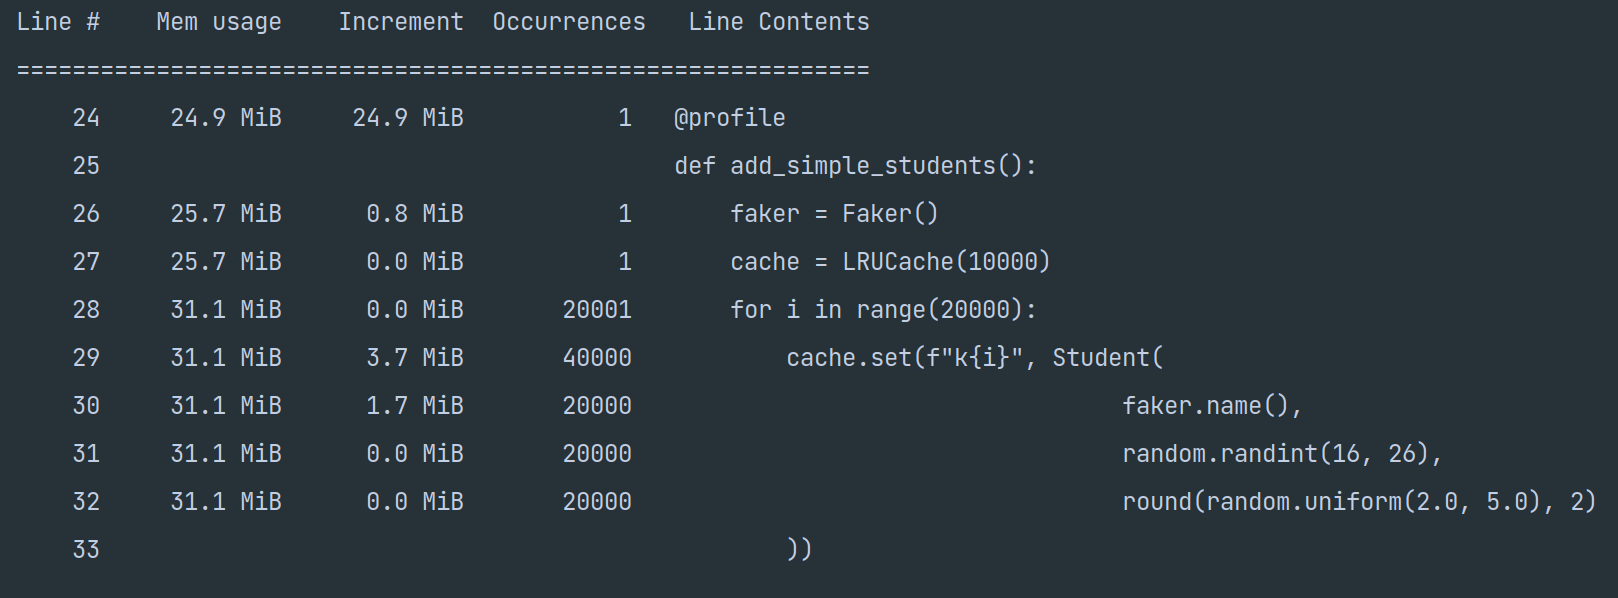 Line #    Mem usage    Increment  Occurrences   Line Contents
=============================================================
    24     24.9 MiB     24.9 MiB           1   @profile
    25                                         def add_simple_students():
    26     25.7 MiB      0.8 MiB           1       faker = Faker()
    27     25.7 MiB      0.0 MiB           1       cache = LRUCache(10000)
    28     31.1 MiB      0.0 MiB       20001       for i in range(20000):
    29     31.1 MiB      3.7 MiB       40000           cache.set(f"k{i}", Student(
    30     31.1 MiB      1.7 MiB       20000                                   faker.name(),
    31     31.1 MiB      0.0 MiB       20000                                   random.randint(16, 26),
    32     31.1 MiB      0.0 MiB       20000                                   round(random.uniform(2.0, 5.0), 2)
    33                                                 ))